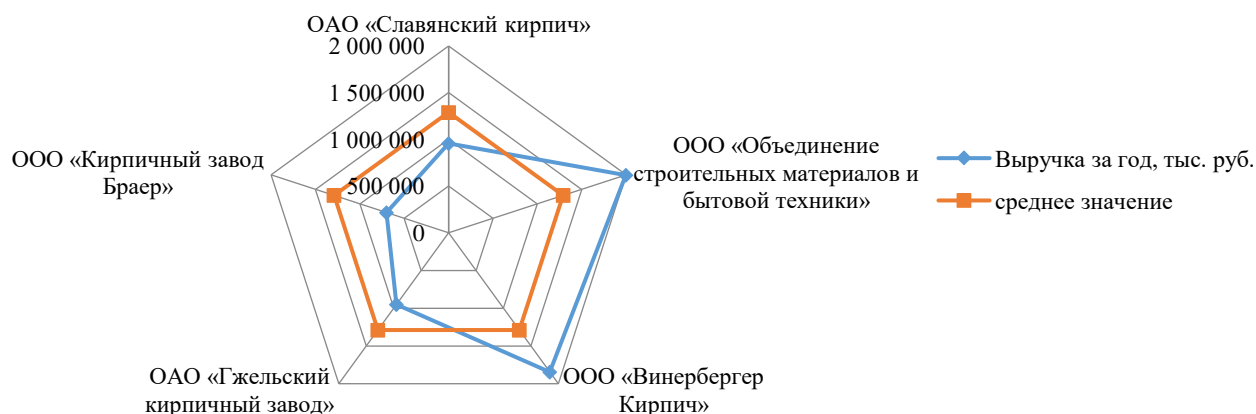 ОАО «Славянский кирпич»
2 000 000
1 500 000
1 000 000
500 000
0
ООО «Объединение
строительных материалов и
бытовой техники»
ООО «Винербергер
Кирпич»
ОАО «Гжельский
кирпичный завод»
ООО «Кирпичный завод
Браер»
Выручка за год, тыс. руб.
среднее значение